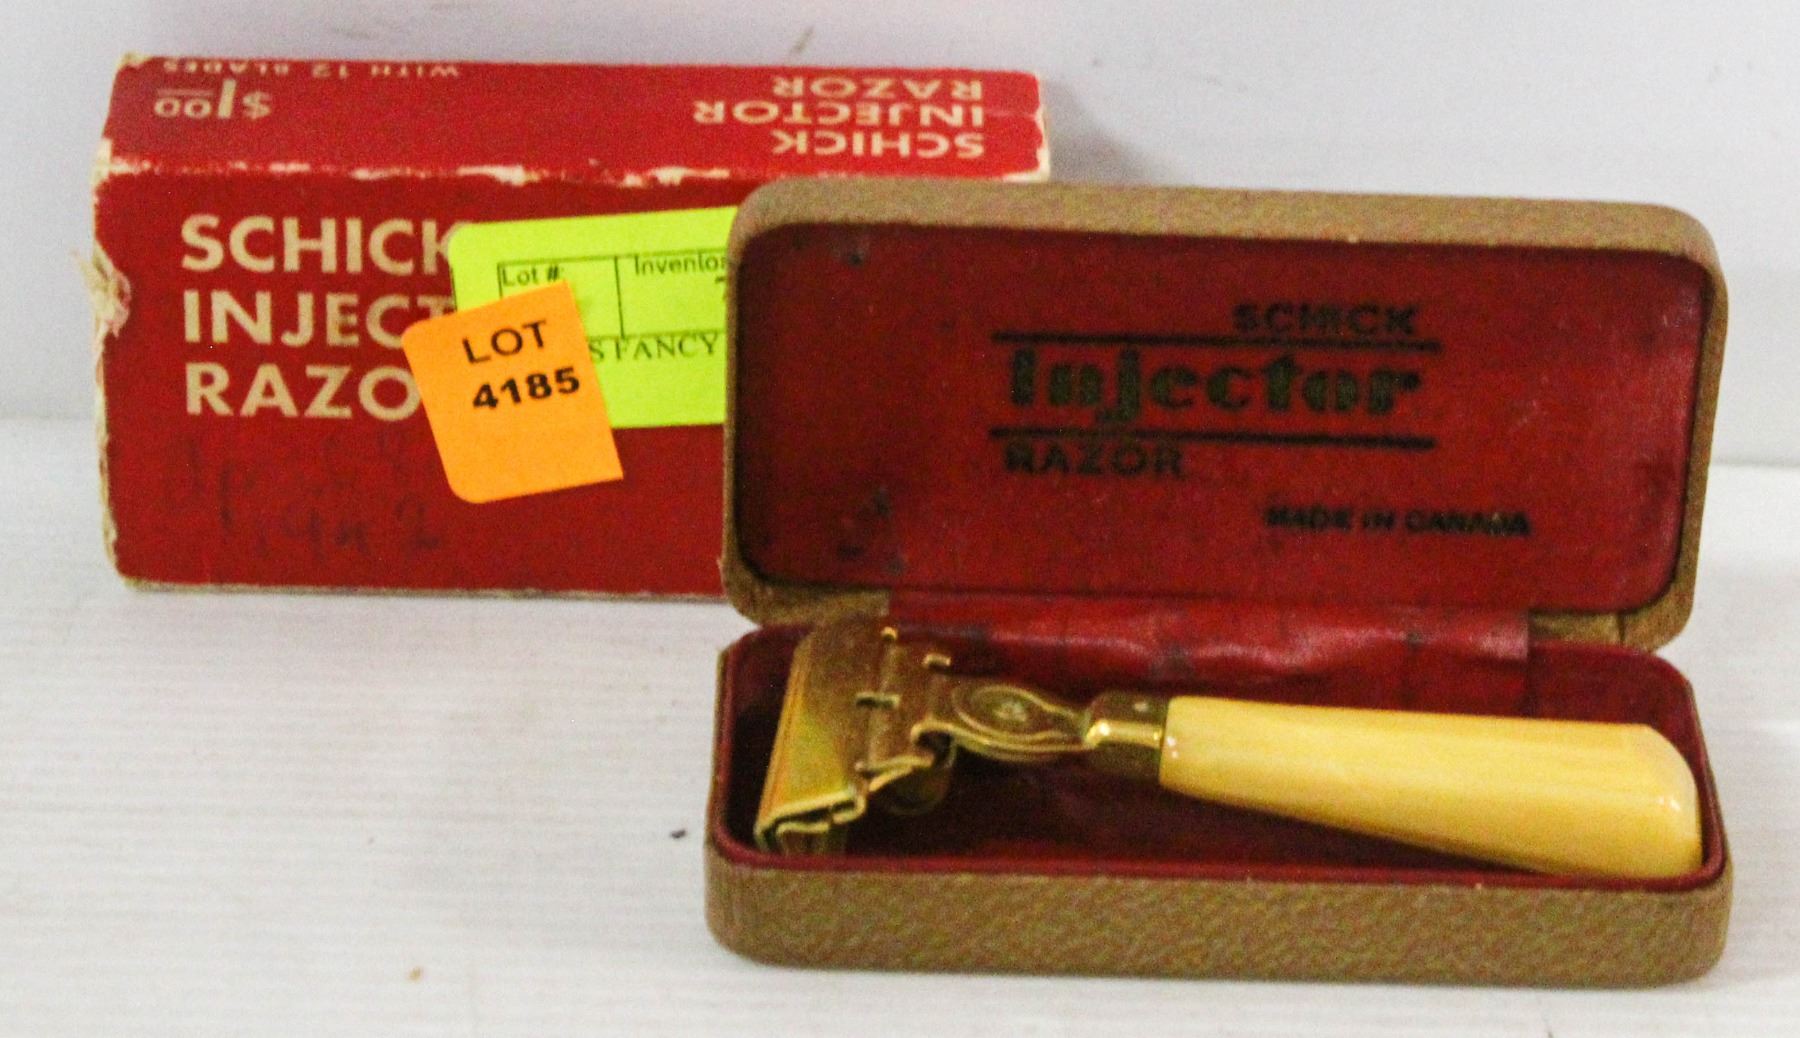 WITH 12 BLADES
$1.00
SCHICK
INJECTOR
RAZOR
SCHICK
INJECT
RAZO
Lot #:
LOT
4185
S FANCY
SCHICK
Injector
RAZOR
MADE IN CANADA